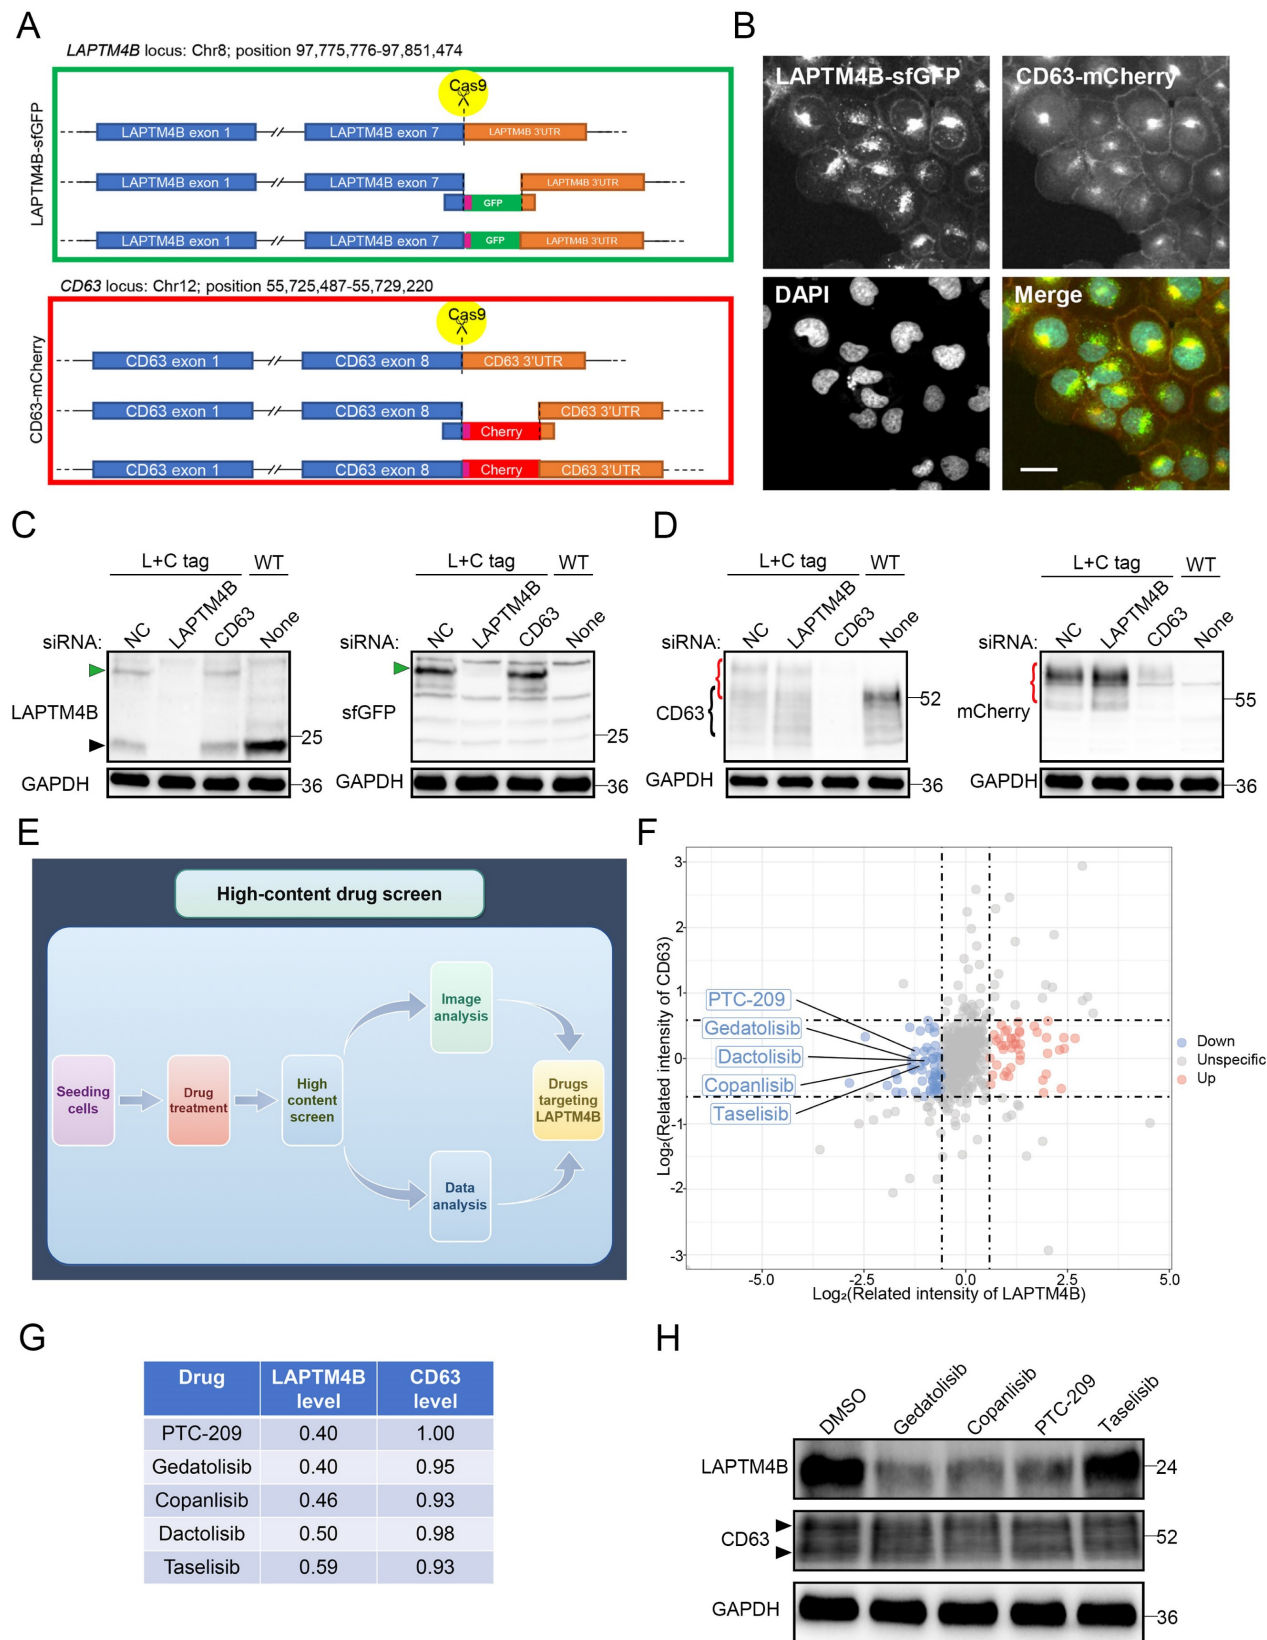 A
LAPTM4B locus: Chr8; position 97,775,776-97,851,474
LAPTM4B-sfGFP
Cas9
LAPTM4B exon 1
LAPTM4B exon 7
LAPTM4B 3'UTR
LAPTM4B exon 1
LAPTM4B exon 7
LAPTM4B 3'UTR
GFP
LAPTM4B exon 1
LAPTM4B exon 7
GFP
LAPTM4B 3'UTR
CD63 locus: Chr12; position 55,725,487-55,729,220
CD63-mCherry
Cas9
CD63 exon 1
CD63 exon 8
CD63 3'UTR
CD63 exon 1
CD63 exon 8
CD63 3'UTR
Cherry
CD63 exon 1
CD63 exon 8
Cherry
CD63 3'UTR
B
LAPTM4B-sfGFP
CD63-mCherry
DAPI
Merge
C
L+C tag
WT
siRNA:
NC
LAPTM4B
CD63
None
LAPTM4B
25
GAPDH
36
L+C tag
WT
siRNA:
NC
LAPTM4B
CD63
None
sfGFP
25
GAPDH
36
D
L+C tag
WT
siRNA:
NC
LAPTM4B
CD63
None
CD63
52
GAPDH
36
L+C tag
WT
siRNA:
NC
LAPTM4B
CD63
None
mCherry
55
GAPDH
36
E
High-content drug screen
Seeding
cells
Drug
treatment
High
content
screen
Image
analysis
Data
analysis
Drugs
targeting
LAPTM4B
F
Log₂(Related intensity of CD63)
3
2
1
0
-1
-2
-3
PTC-209
Gedatolisib
Dactolisib
Copanlisib
Taselisib
Down
Unspecific
Up
-5.0
-2.5
0.0
2.5
5.0
Log₂(Related intensity of LAPTM4B)
G
Drug LAPTM4B level CD63 level
PTC-209 0.40 1.00
Gedatolisib 0.40 0.95
Copanlisib 0.46 0.93
Dactolisib 0.50 0.98
Taselisib 0.59 0.93
H
DMSO
Gedatolisib
Copanlisib
PTC-209
Taselisib
LAPTM4B
24
CD63
52
GAPDH
36